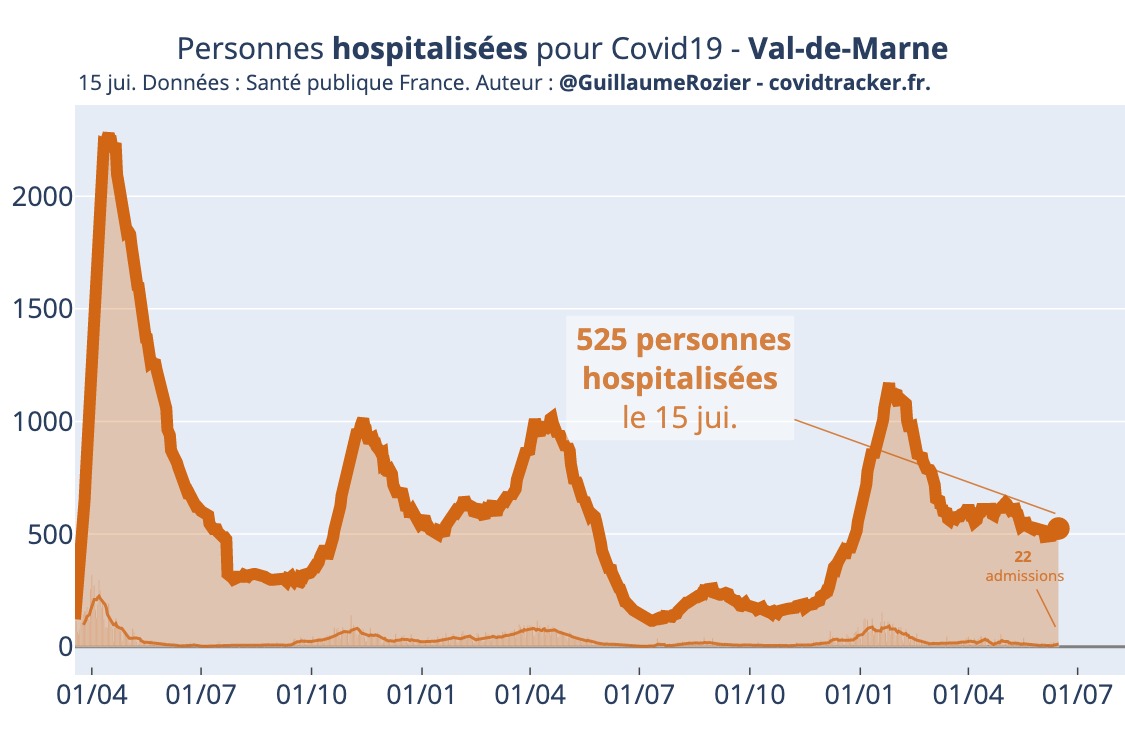 Personnes hospitalisées pour Covid19 - Val-de-Marne
15 jui. Données : Santé publique France. Auteur : @GuillaumeRozier - covidtracker.fr.
2000
1500
525 personnes
hospitalisées
le 15 jui.
1000
500
22
admissions
0
01/04 01/07 01/10 01/01 01/04 01/07 01/10 01/01 01/04 01/07